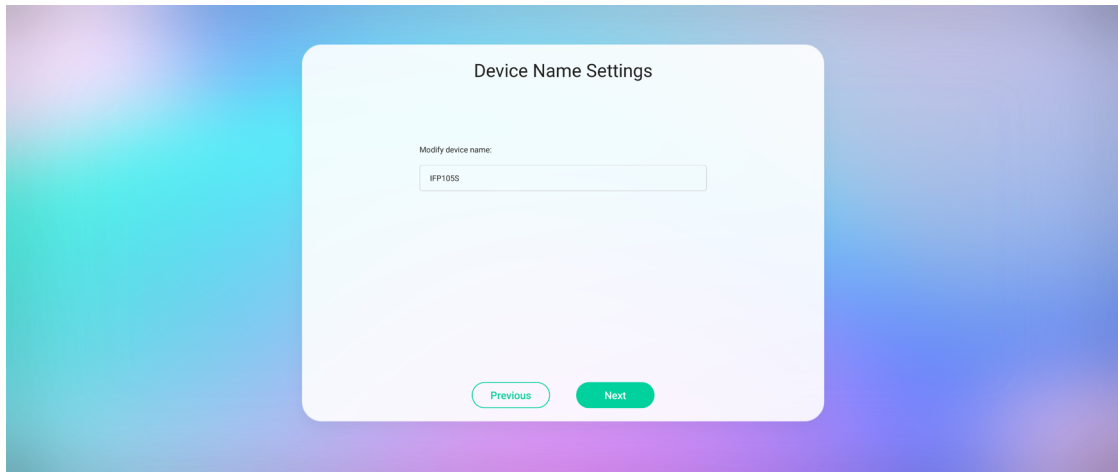 Device Name Settings
Modify device name:
IFP105S
Previous
Next